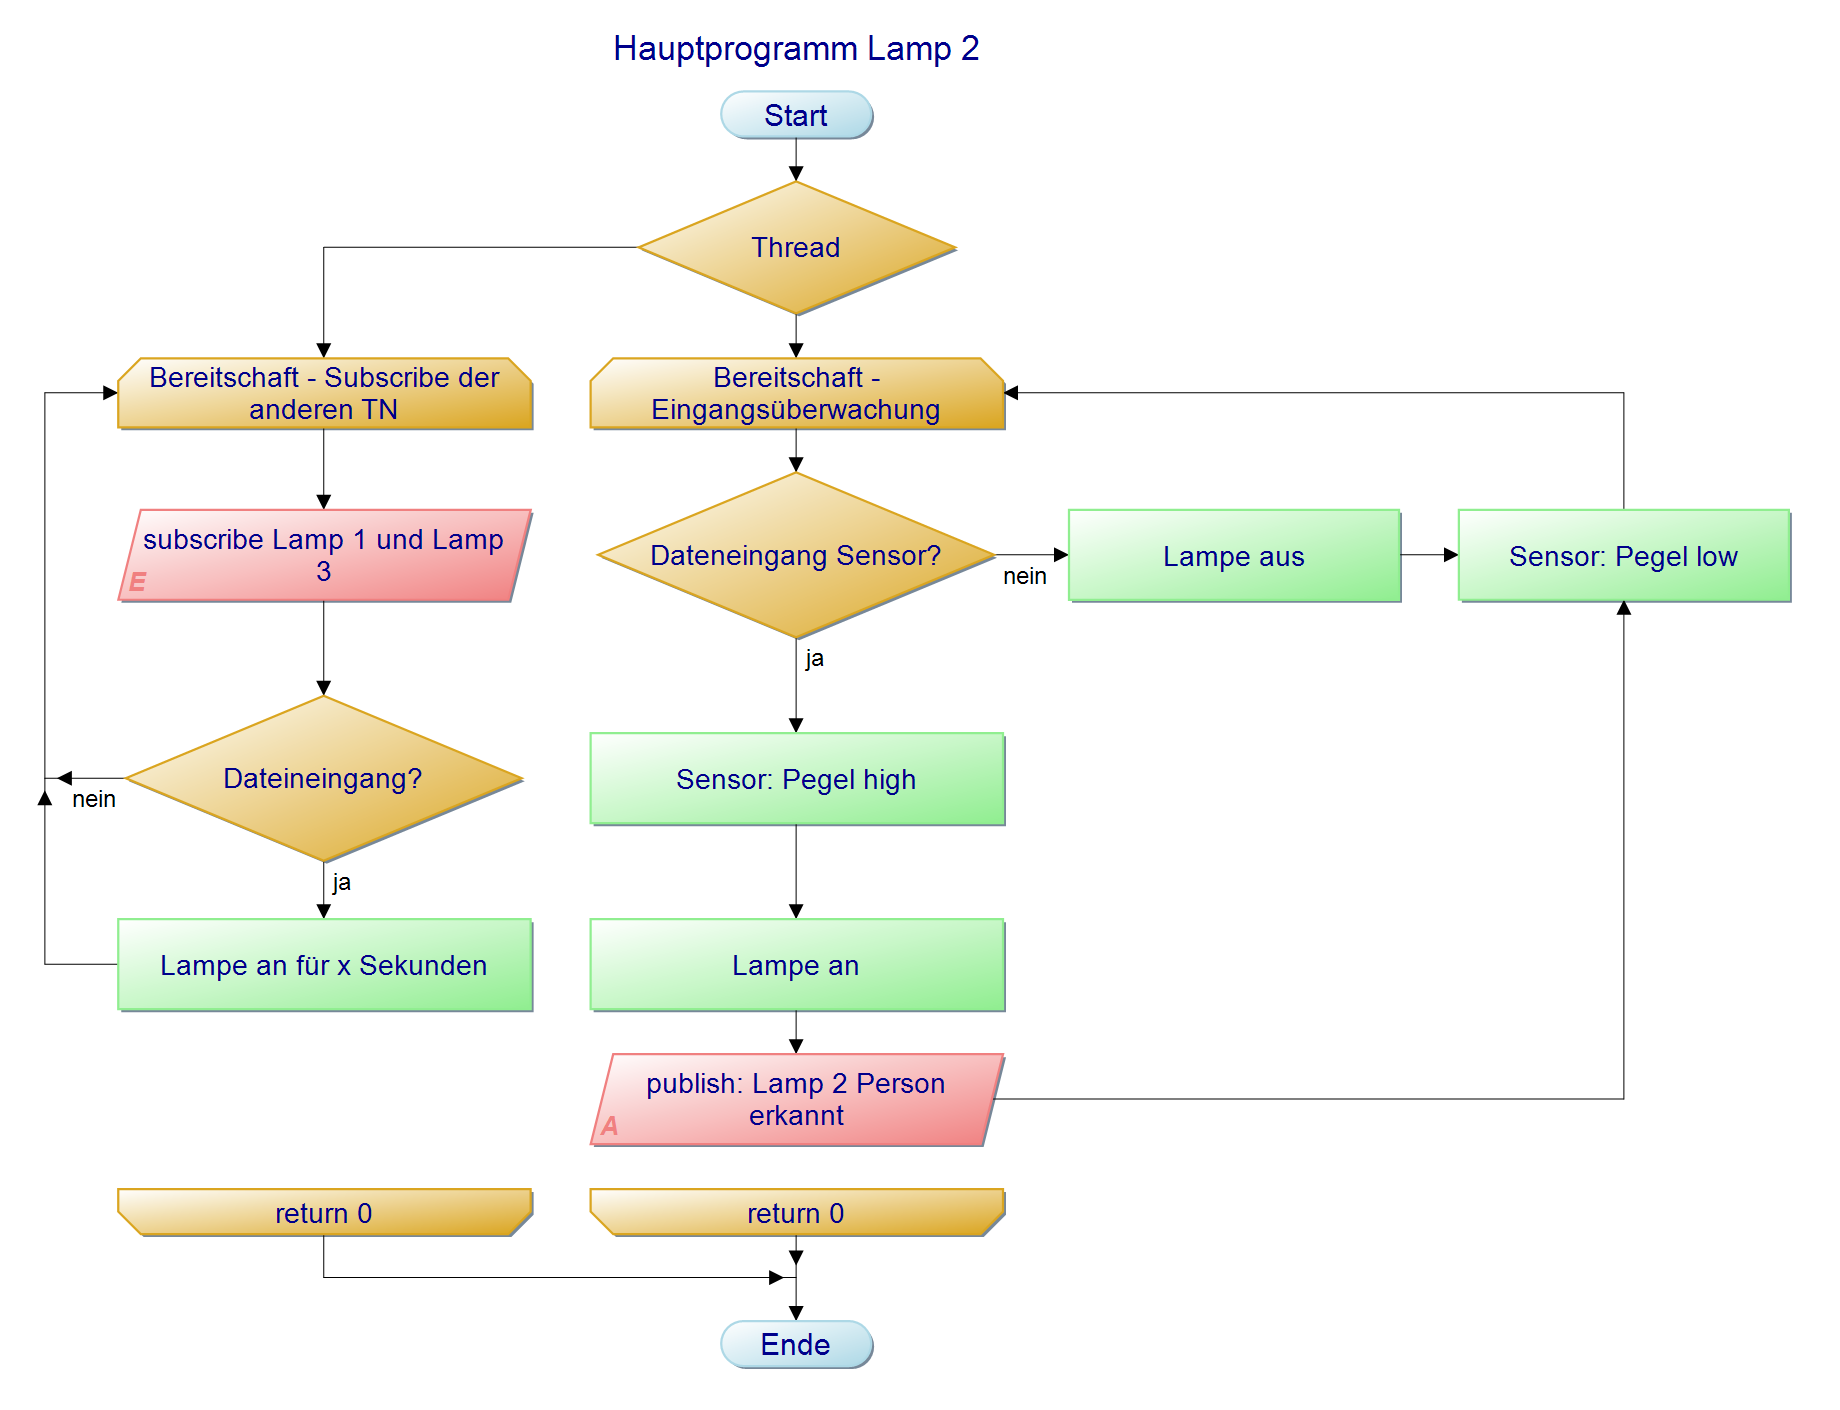 Hauptprogramm Lamp 2
Start
Thread
Bereitschaft - Subscribe der
anderen TN
Bereitschaft -
Eingangsüberwachung
subscribe Lamp 1 und Lamp
3
E
Dateneingang Sensor?
nein
Lampe aus
Sensor: Pegel low
ja
Dateineingang?
nein
ja
Sensor: Pegel high
Lampe an für x Sekunden
Lampe an
publish: Lamp 2 Person
erkannt
A
return 0
return 0
Ende